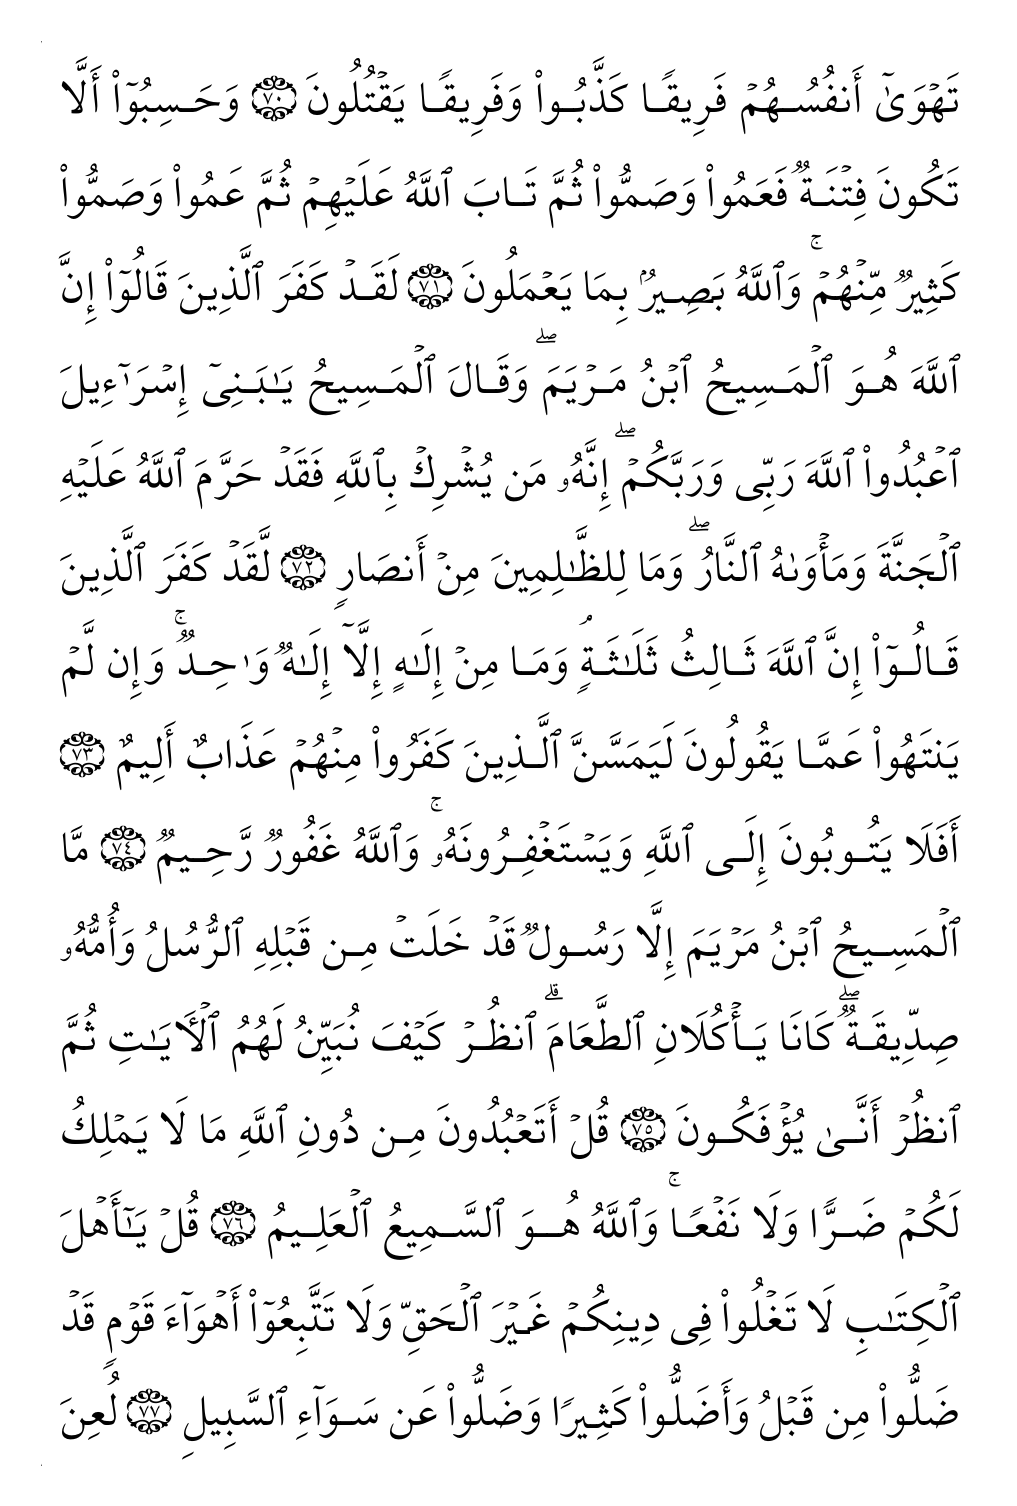 تَهۡوَىٰٓ أَنفُسُهُمۡ فَرِيقًا كَذَّبُواْ وَفَرِيقًا يَقۡتُلُونَ ٧٠ وَحَسِبُوٓاْ أَلَّا
تَكُونَ فِتۡنَةٞ فَعَمُواْ وَصَمُّواْ ثُمَّ تَابَ ٱللَّهُ عَلَيۡهِمۡ ثُمَّ عَمُواْ وَصَمُّواْ
كَثِيرٞ مِّنۡهُمۡۚ وَٱللَّهُ بَصِيرُۢ بِمَا يَعۡمَلُونَ ٧١ لَقَدۡ كَفَرَ ٱلَّذِينَ قَالُوٓاْ إِنَّ
ٱللَّهَ هُوَ ٱلۡمَسِيحُ ٱبۡنُ مَرۡيَمَۖ وَقَالَ ٱلۡمَسِيحُ يَٰبَنِيٓ إِسۡرَٰٓءِيلَ
ٱعۡبُدُواْ ٱللَّهَ رَبِّي وَرَبَّكُمۡۖ إِنَّهُۥ مَن يُشۡرِكۡ بِٱللَّهِ فَقَدۡ حَرَّمَ ٱللَّهُ عَلَيۡهِ
ٱلۡجَنَّةَ وَمَأۡوَىٰهُ ٱلنَّارُۖ وَمَا لِلظَّٰلِمِينَ مِنۡ أَنصَارٖ ٧٢ لَّقَدۡ كَفَرَ ٱلَّذِينَ
قَالُوٓاْ إِنَّ ٱللَّهَ ثَالِثُ ثَلَٰثَةٖۘ وَمَا مِنۡ إِلَٰهٍ إِلَّآ إِلَٰهٞ وَٰحِدٞۚ وَإِن لَّمۡ
يَنتَهُواْ عَمَّا يَقُولُونَ لَيَمَسَّنَّ ٱلَّذِينَ كَفَرُواْ مِنۡهُمۡ عَذَابٌ أَلِيمٌ ٧٣
أَفَلَا يَتُوبُونَ إِلَى ٱللَّهِ وَيَسۡتَغۡفِرُونَهُۥۚ وَٱللَّهُ غَفُورٞ رَّحِيمٞ ٧٤ مَّا
ٱلۡمَسِيحُ ٱبۡنُ مَرۡيَمَ إِلَّا رَسُولٞ قَدۡ خَلَتۡ مِن قَبۡلِهِ ٱلرُّسُلُ وَأُمُّهُۥ
صِدِّيقَةٞۖ كَانَا يَأۡكُلَانِ ٱلطَّعَامَۗ ٱنظُرۡ كَيۡفَ نُبَيِّنُ لَهُمُ ٱلۡأٓيَٰتِ ثُمَّ
ٱنظُرۡ أَنَّىٰ يُؤۡفَكُونَ ٧٥ قُلۡ أَتَعۡبُدُونَ مِن دُونِ ٱللَّهِ مَا لَا يَمۡلِكُ
لَكُمۡ ضَرّٗا وَلَا نَفۡعٗاۚ وَٱللَّهُ هُوَ ٱلسَّمِيعُ ٱلۡعَلِيمُ ٧٦ قُلۡ يَٰٓأَهۡلَ
ٱلۡكِتَٰبِ لَا تَغۡلُواْ فِي دِينِكُمۡ غَيۡرَ ٱلۡحَقِّ وَلَا تَتَّبِعُوٓاْ أَهۡوَآءَ قَوۡمٖ قَدۡ
ضَلُّواْ مِن قَبۡلُ وَأَضَلُّواْ كَثِيرٗا وَضَلُّواْ عَن سَوَآءِ ٱلسَّبِيلِ ٧٧ لُعِنَ